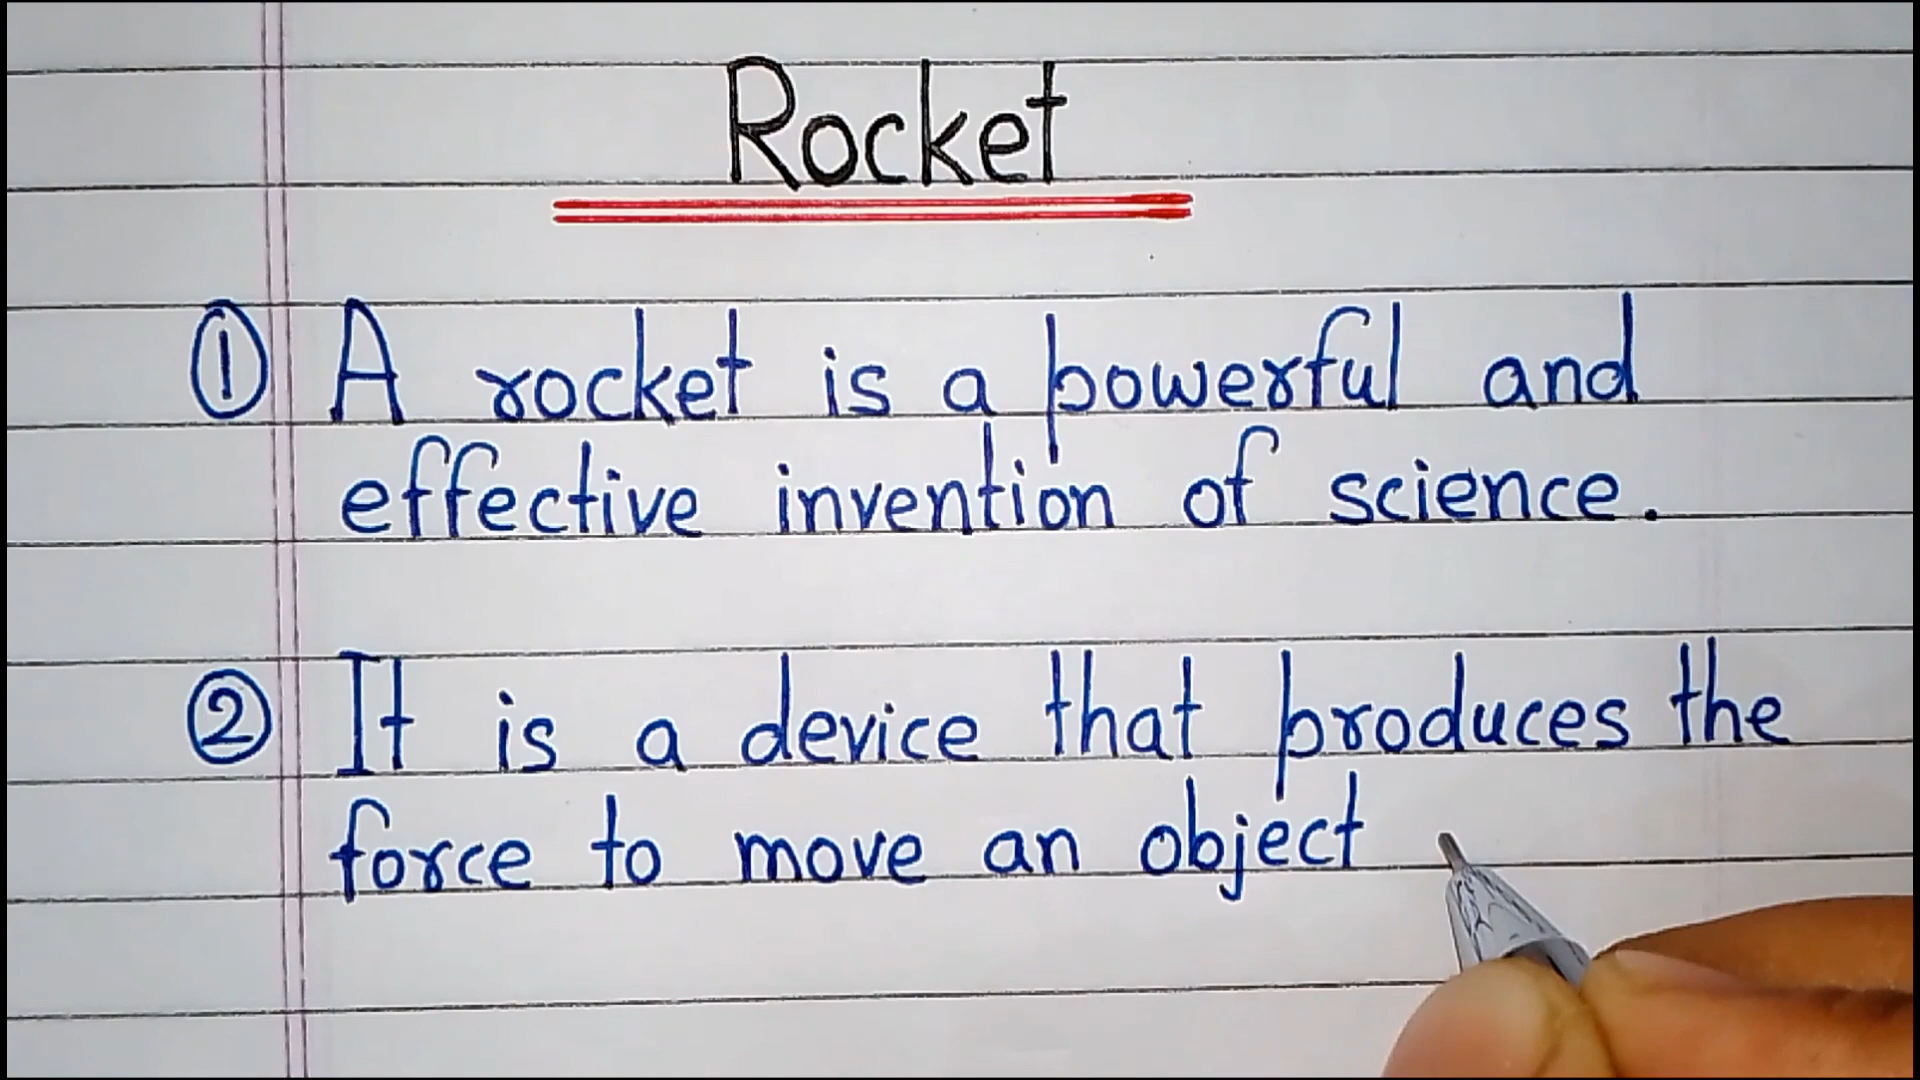 Rocket
① A rocket is a powerful and
effective invention of science.
② It is a device that produces the
force to move an object